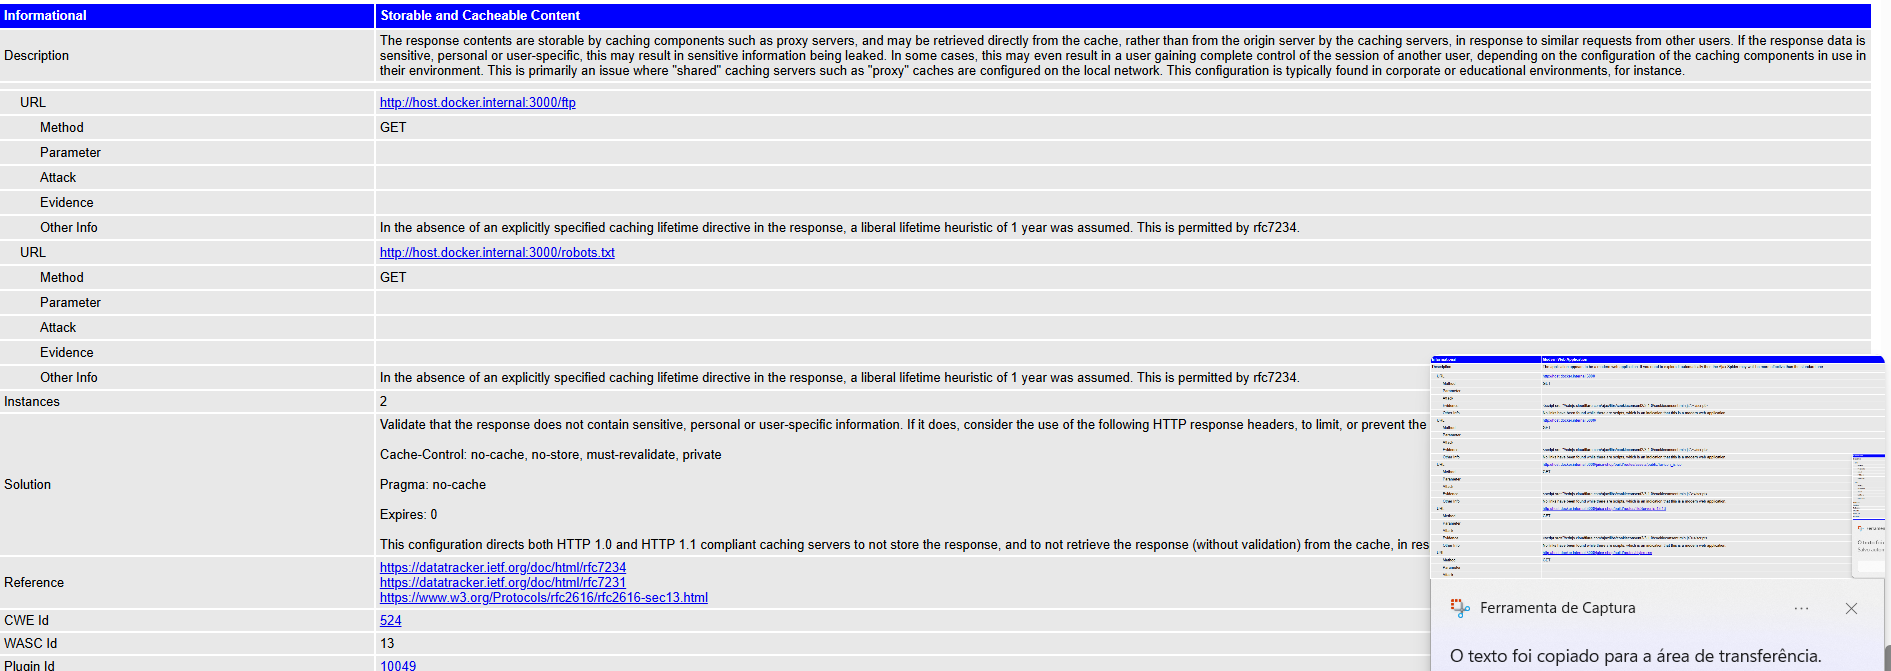 Informational Storable and Cacheable Content
Description The response contents are storable by caching components such as proxy servers, and may be retrieved directly from the cache, rather than from the origin server by the caching servers, in response to similar requests from other users. If the response data is
sensitive, personal or user-specific, this may result in sensitive information being leaked. In some cases, this may even result in a user gaining complete control of the session of another user, depending on the configuration of the caching components in use in
their environment. This is primarily an issue where "shared" caching servers such as "proxy" caches are configured on the local network. This configuration is typically found in corporate or educational environments, for instance.
URL http://host.docker.internal:3000/ftp
Method GET
Parameter
Attack
Evidence
Other Info In the absence of an explicitly specified caching lifetime directive in the response, a liberal lifetime heuristic of 1 year was assumed. This is permitted by rfc7234.
URL http://host.docker.internal:3000/robots.txt
Method GET
Parameter
Attack
Evidence
Other Info In the absence of an explicitly specified caching lifetime directive in the response, a liberal lifetime heuristic of 1 year was assumed. This is permitted by rfc7234.
Instances 2
Solution Validate that the response does not contain sensitive, personal or user-specific information. If it does, consider the use of the following HTTP response headers, to limit, or prevent the
Cache-Control: no-cache, no-store, must-revalidate, private
Pragma: no-cache
Expires: 0
This configuration directs both HTTP 1.0 and HTTP 1.1 compliant caching servers to not store the response, and to not retrieve the response (without validation) from the cache, in res
Reference https://datatracker.ietf.org/doc/html/rfc7234
https://datatracker.ietf.org/doc/html/rfc7231
https://www.w3.org/Protocols/rfc2616/rfc2616-sec13.html
CWE Id 524
WASC Id 13
Plugin Id 10049
Informational Modern Web Application
Ferramenta de Captura
O texto foi copiado para a área de transferência.